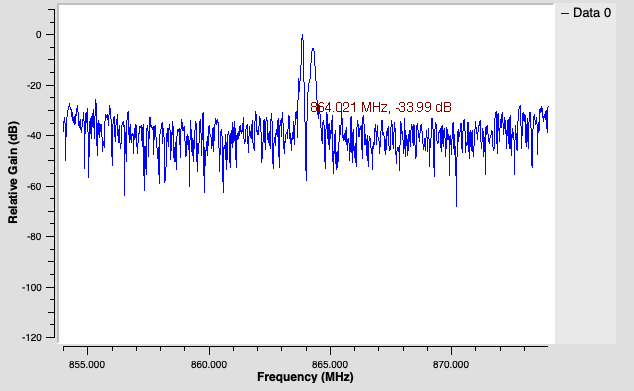 Data 0
0
-20
864.021 MHz, -33.99 dB
-40
-60
-80
-100
-120
Relative Gain (dB)
855.000 860.000 865.000 870.000
Frequency (MHz)